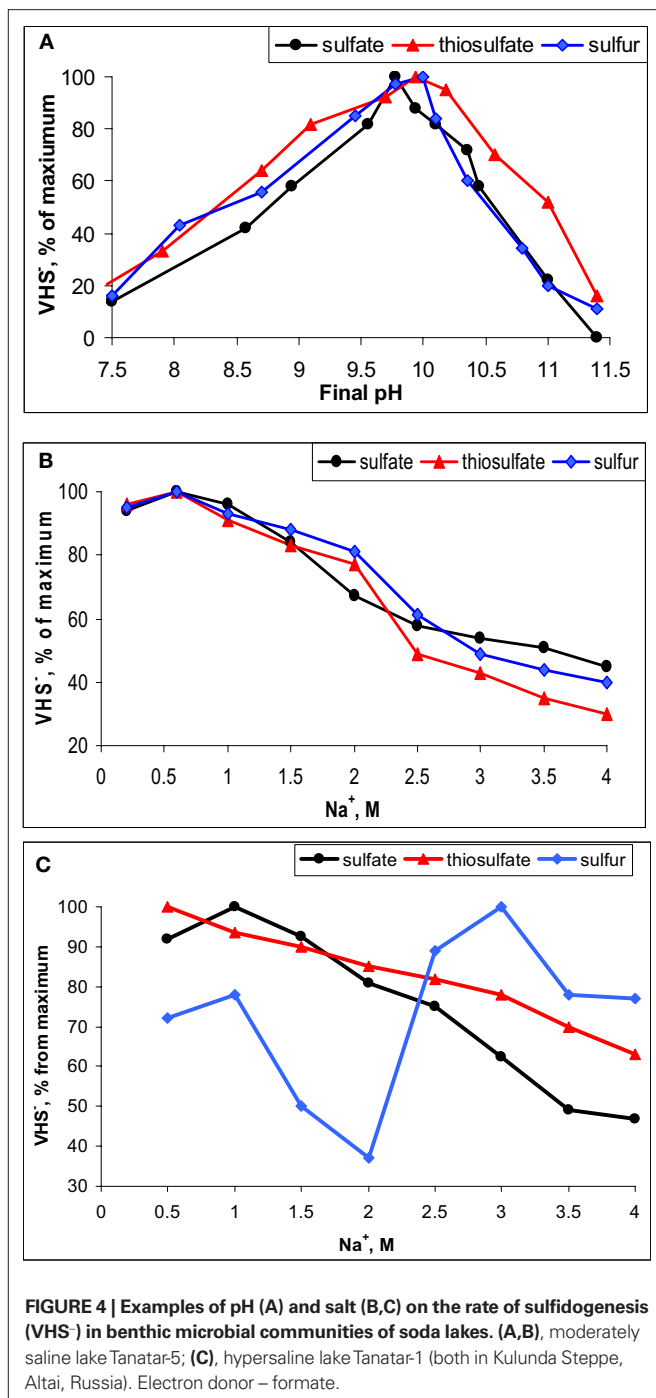 A
sulfate thiosulfate sulfur
VHS⁻, % of maxiumum
100
80
60
40
20
0
7.5 8 8.5 9 9.5 10 10.5 11 11.5
Final pH
B
sulfate thiosulfate sulfur
VHS⁻, % of maximum
100
80
60
40
20
0 0.5 1 1.5 2 2.5 3 3.5 4
Na⁺, M
C
sulfate thiosulfate sulfur
VHS⁻, % from maximum
100
90
80
70
60
50
40
30
0 0.5 1 1.5 2 2.5 3 3.5 4
Na⁺, M
FIGURE 4 | Examples of pH (A) and salt (B,C) on the rate of sulfidogenesis
(VHS⁻) in benthic microbial communities of soda lakes. (A,B), moderately
saline lake Tanatar-5; (C), hypersaline lake Tanatar-1 (both in Kulunda Steppe,
Altai, Russia). Electron donor – formate.